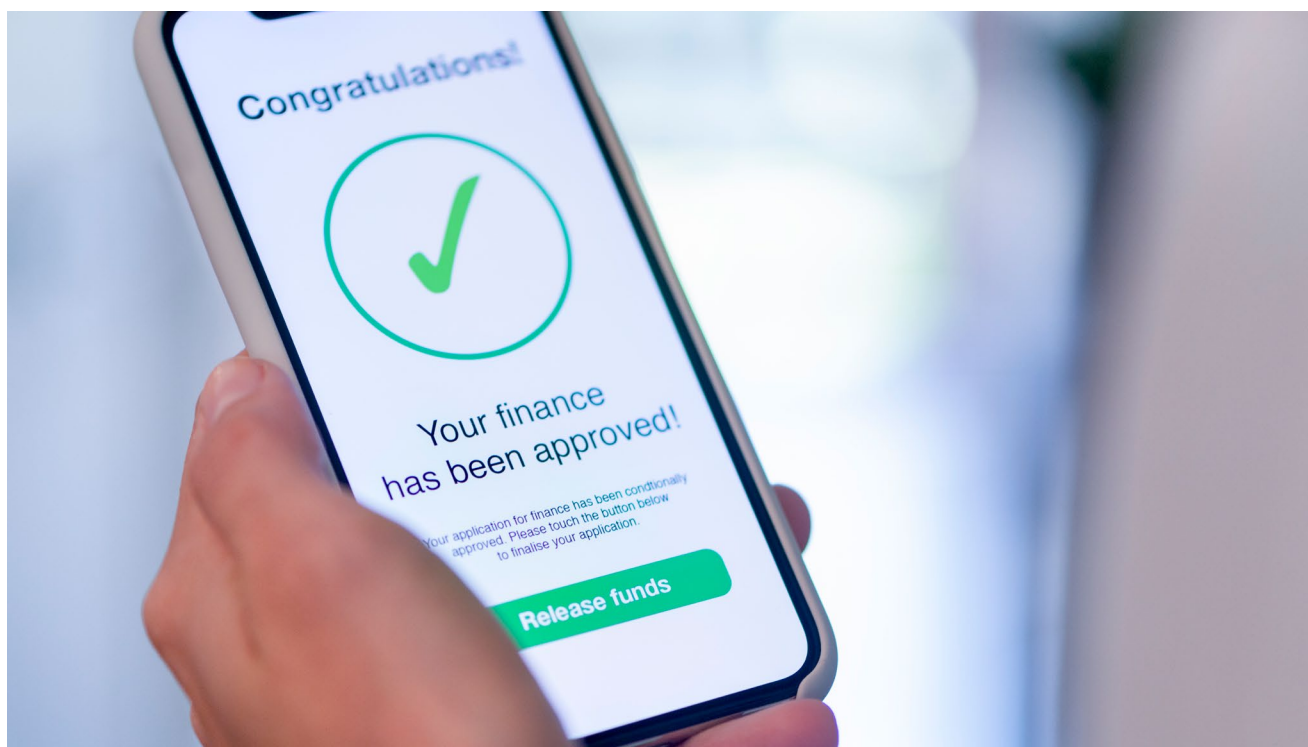 Congratulations!
Your finance
has been approved!
Your application for finance has been condtionally
approved. Please touch the button below
to finalise your application.
Release funds